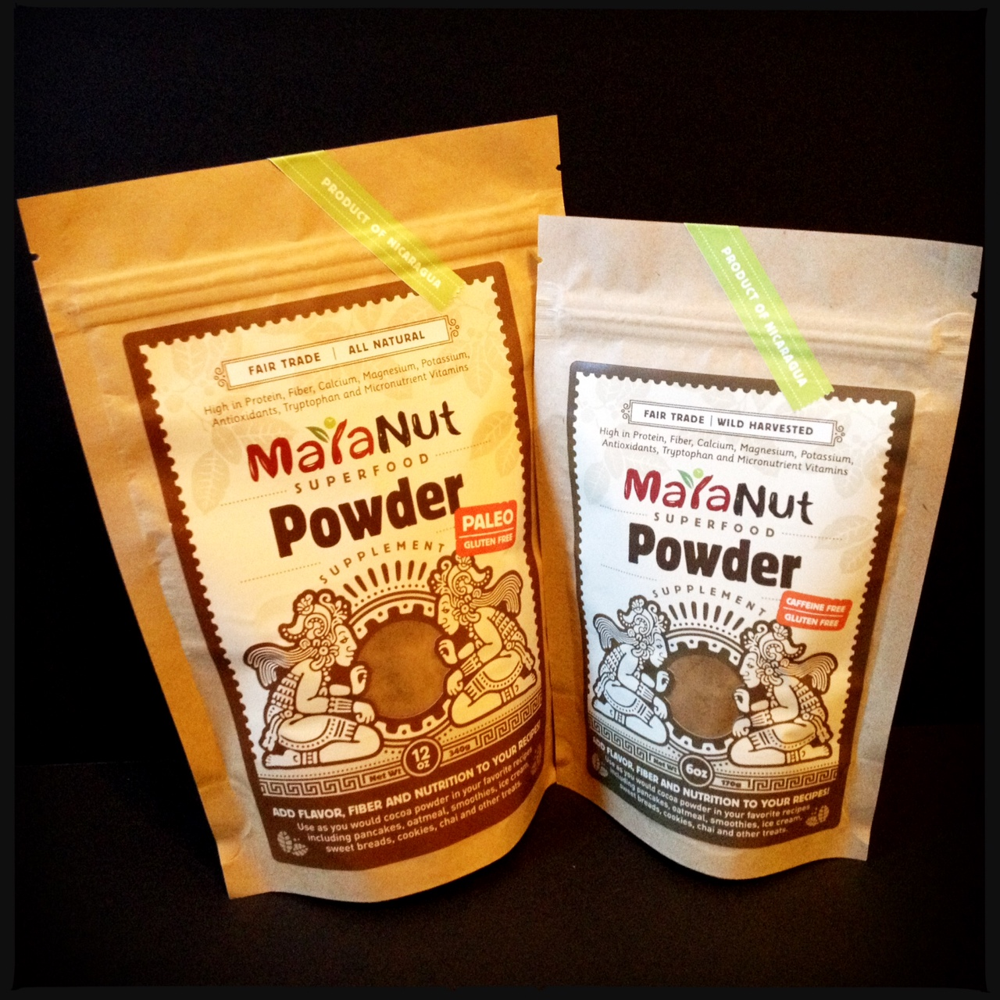 PRODUCT OF NICARAGUA
FAIR TRADE | ALL NATURAL
High in Protein, Fiber, Calcium, Magnesium, Potassium,
Antioxidants, Tryptophan and Micronutrient Vitamins
MaYaNut
SUPERFOOD
Powder
PALEO
GLUTEN FREE
SUPPLEMENT
Net Wt
12
oz
340g
ADD FLAVOR, FIBER AND NUTRITION TO YOUR RECIPES!
Use as you would cocoa powder in your favorite recipes
including pancakes, oatmeal, smoothies, ice cream,
sweet breads, cookies, chai and other treats.
PRODUCT OF NICARAGUA
FAIR TRADE | WILD HARVESTED
High in Protein, Fiber, Calcium, Magnesium, Potassium,
Antioxidants, Tryptophan and Micronutrient Vitamins
MaYaNut
SUPERFOOD
Powder
SUPPLEMENT
CAFFEINE FREE
GLUTEN FREE
Net Wt
6oz
170g
ADD FLAVOR, FIBER AND NUTRITION TO YOUR RECIPES!
Use as you would cocoa powder in your favorite recipes
including pancakes, oatmeal, smoothies, ice cream,
sweet breads, cookies, chai and other treats.